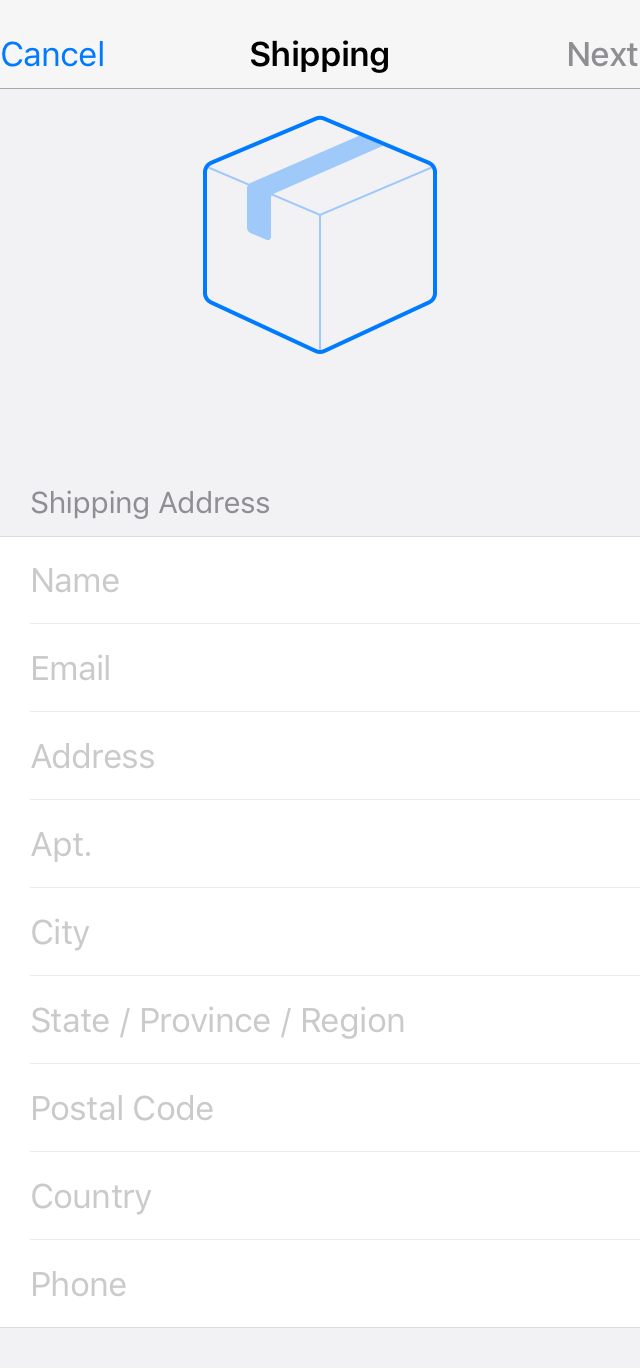 Cancel Shipping Next
Shipping Address
Name
Email
Address
Apt.
City
State / Province / Region
Postal Code
Country
Phone